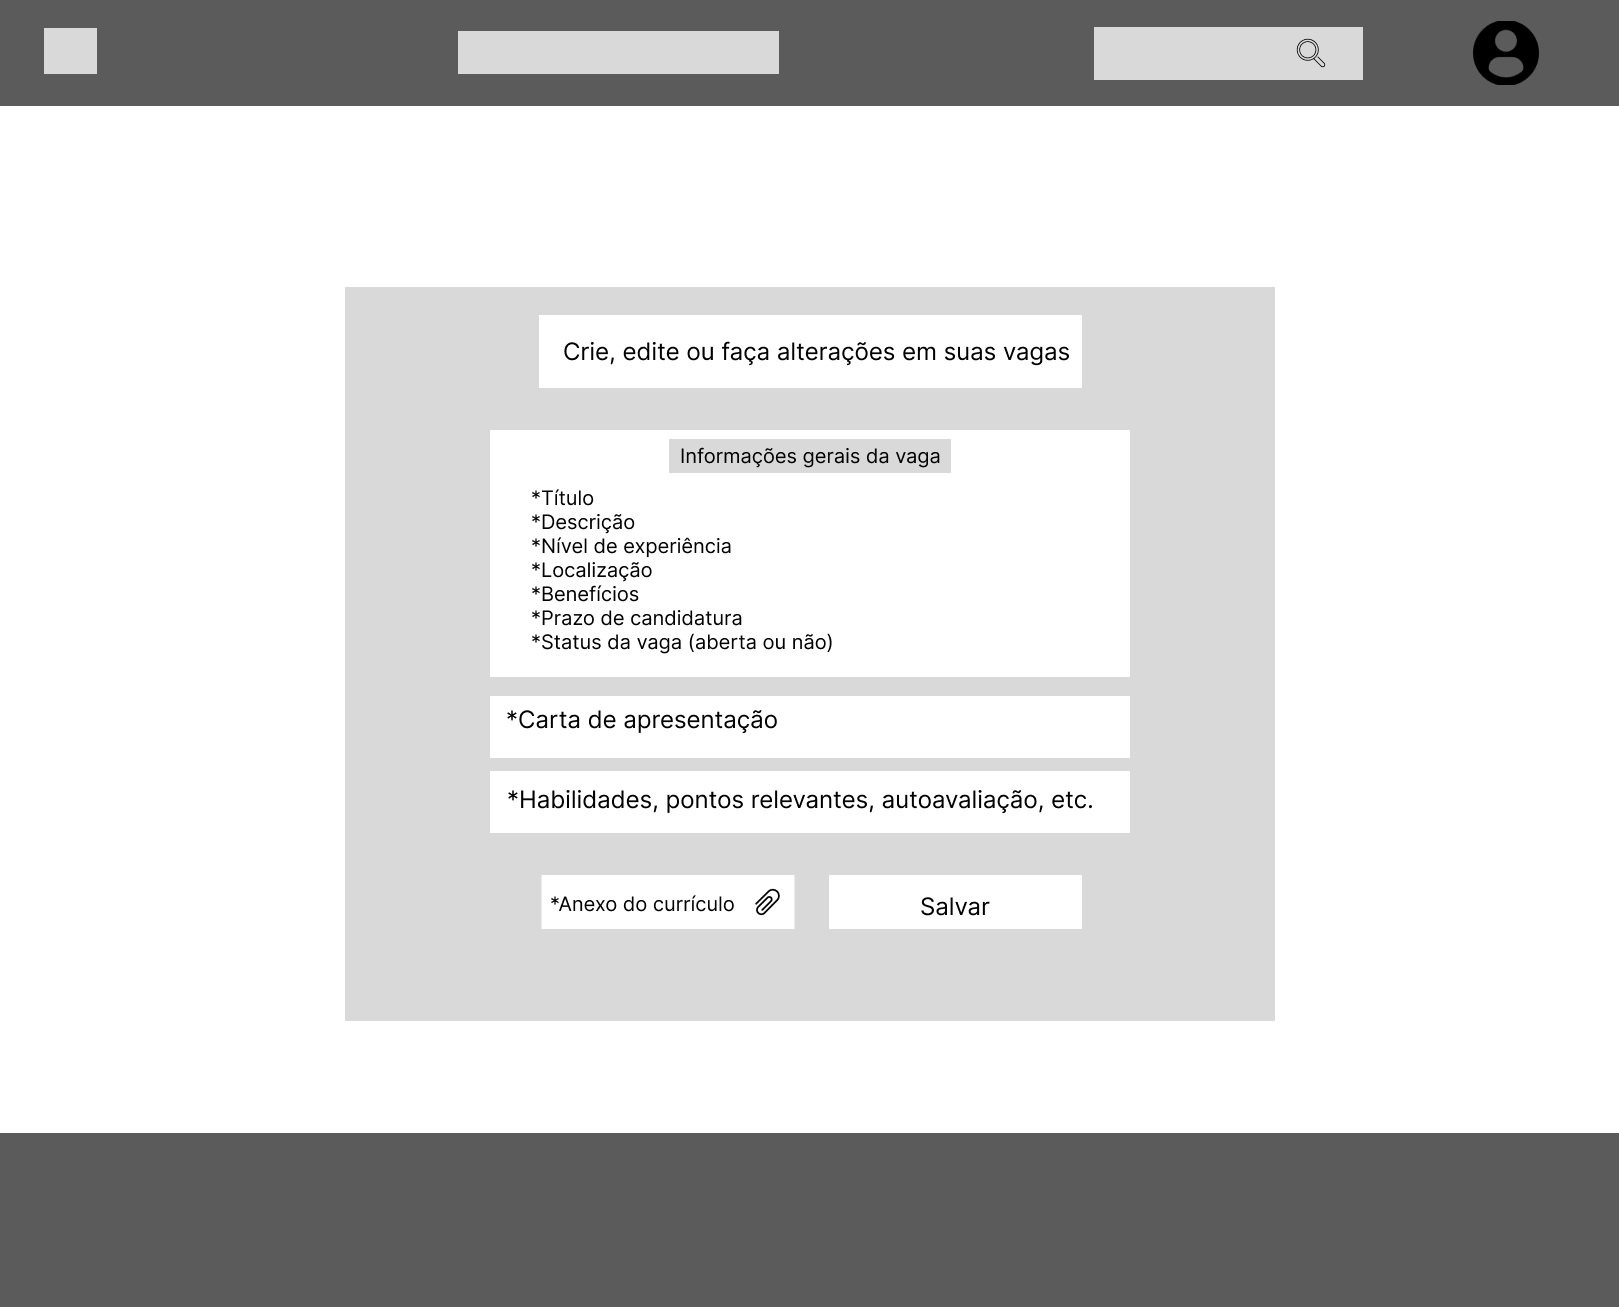 Crie, edite ou faça alterações em suas vagas
Informações gerais da vaga
*Título
*Descrição
*Nível de experiência
*Localização
*Benefícios
*Prazo de candidatura
*Status da vaga (aberta ou não)
*Carta de apresentação
*Habilidades, pontos relevantes, autoavaliação, etc.
*Anexo do currículo
Salvar